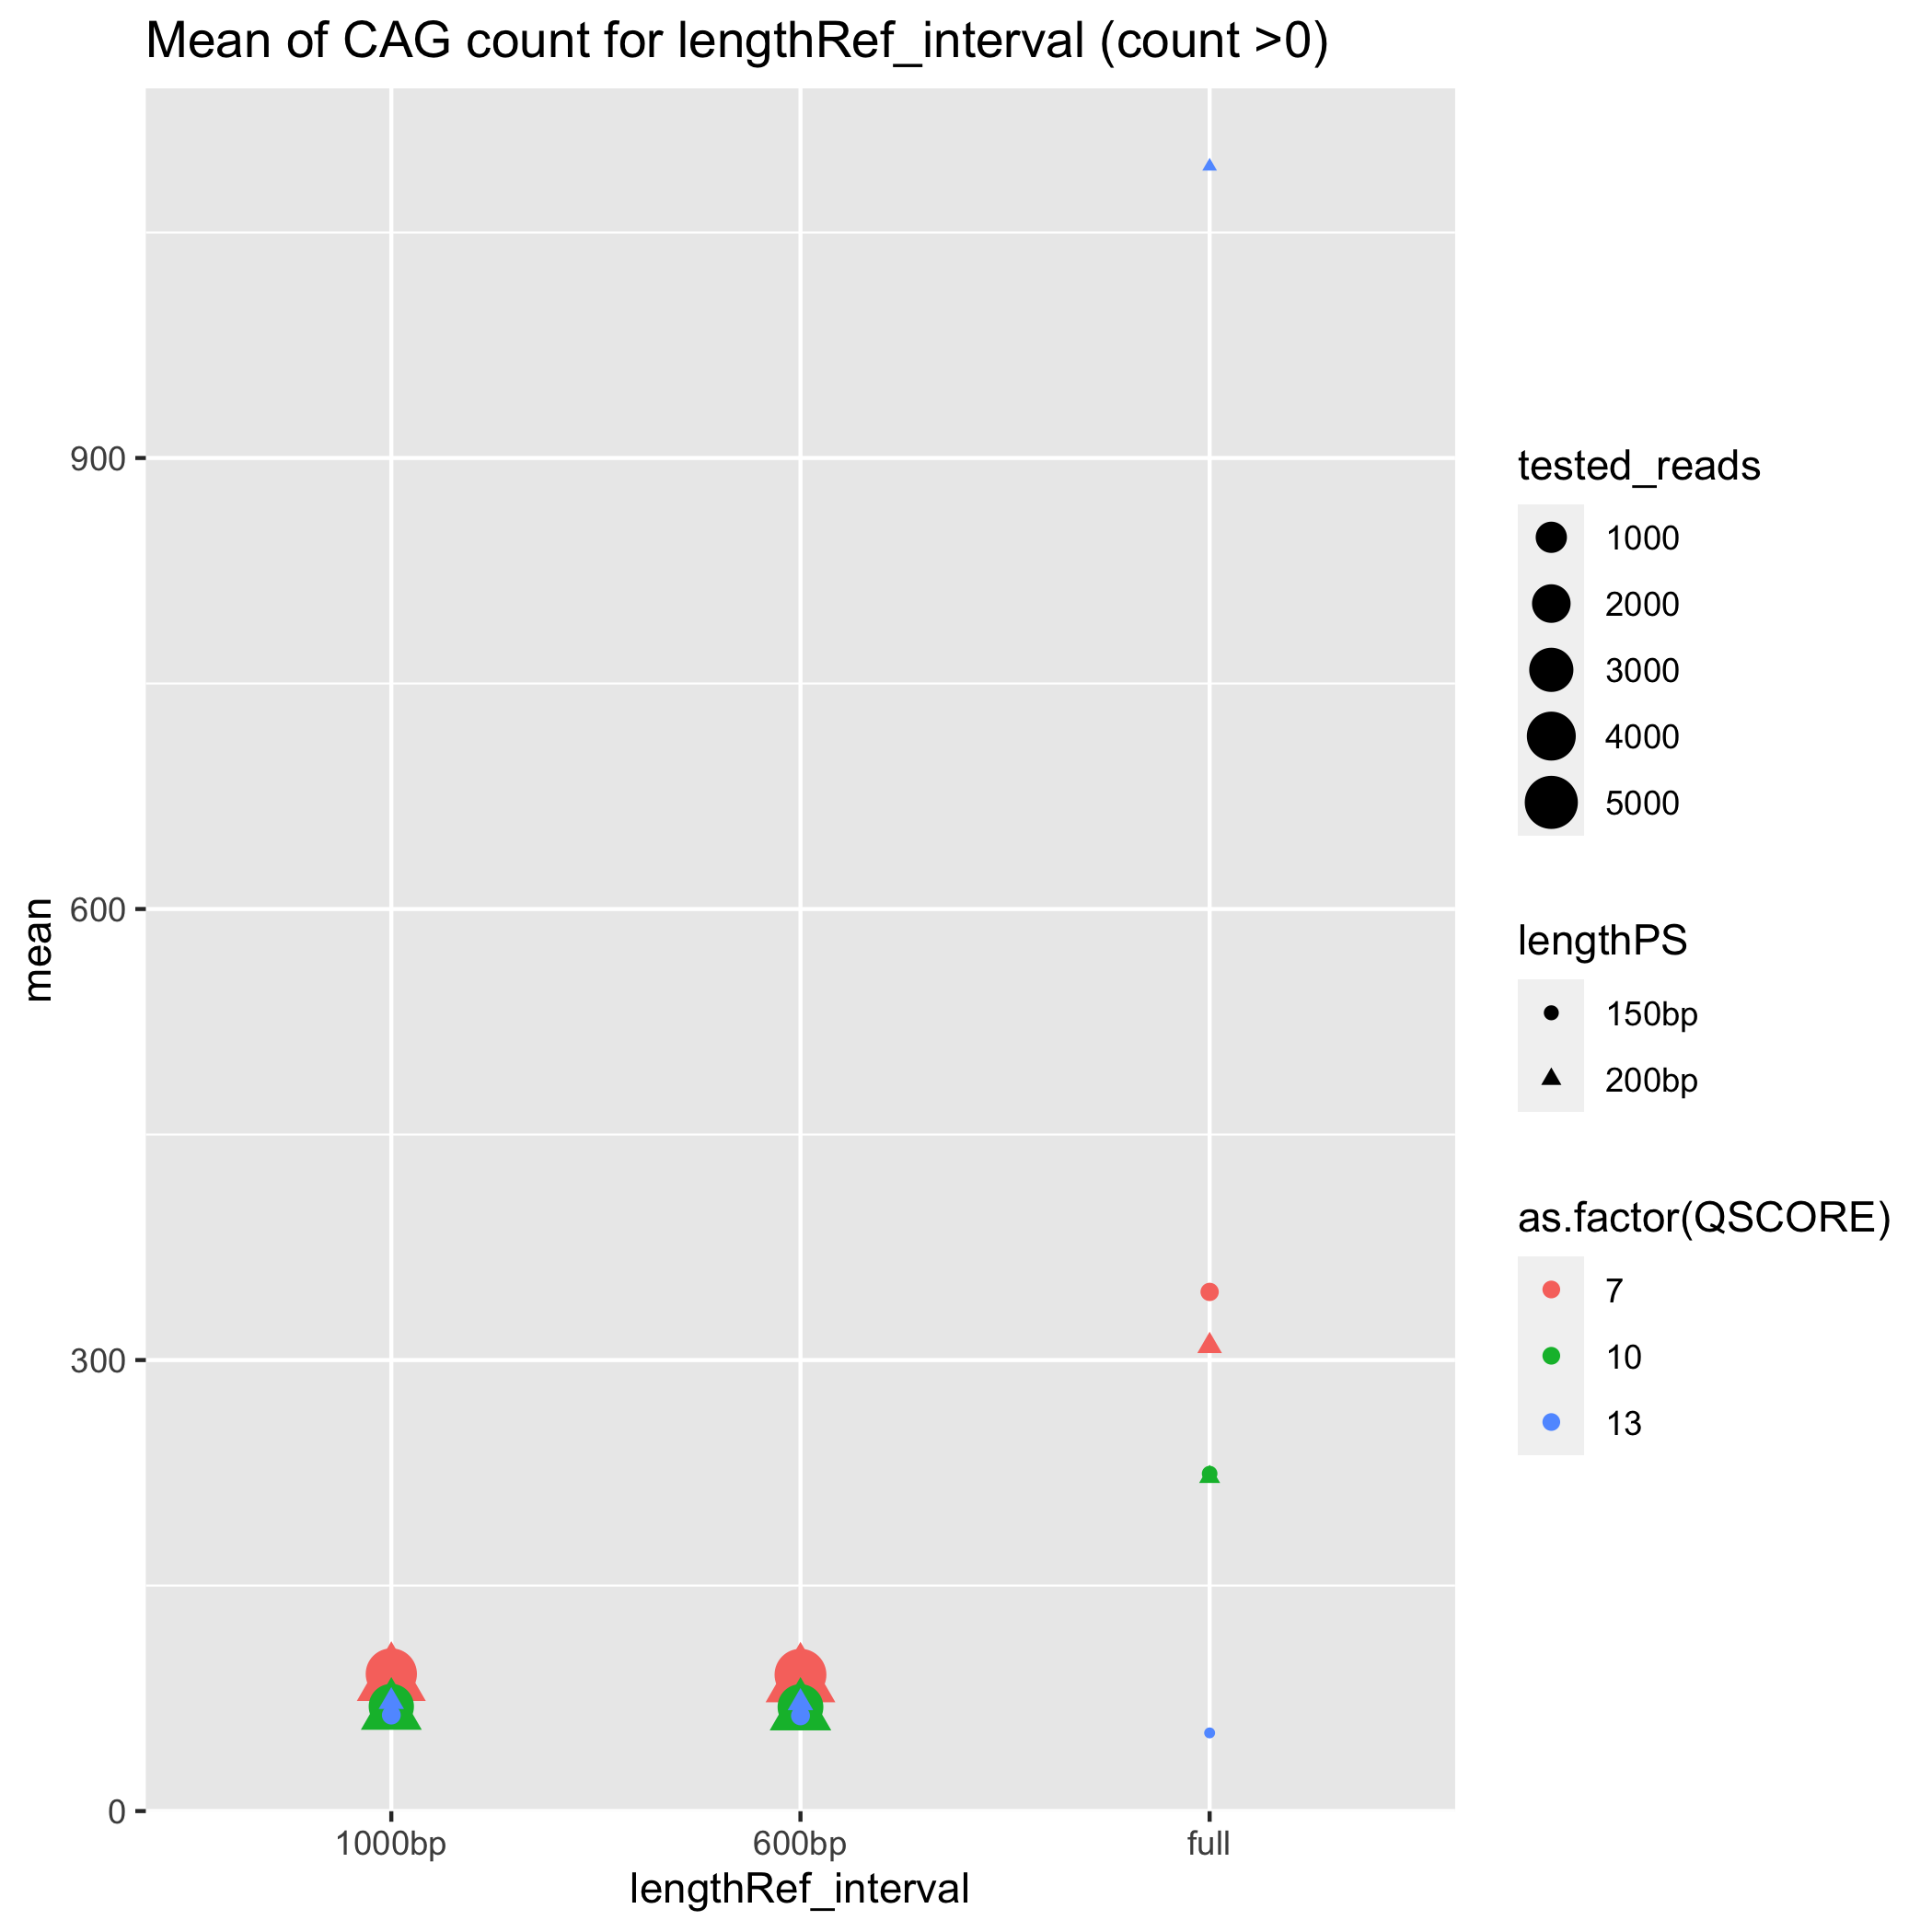 Mean of CAG count for lengthRef_interval (count >0)
mean
900
600
300
0
1000bp
600bp
full
lengthRef_interval
tested_reads
1000
2000
3000
4000
5000
lengthPS
150bp
200bp
as.factor(QSCORE)
7
10
13